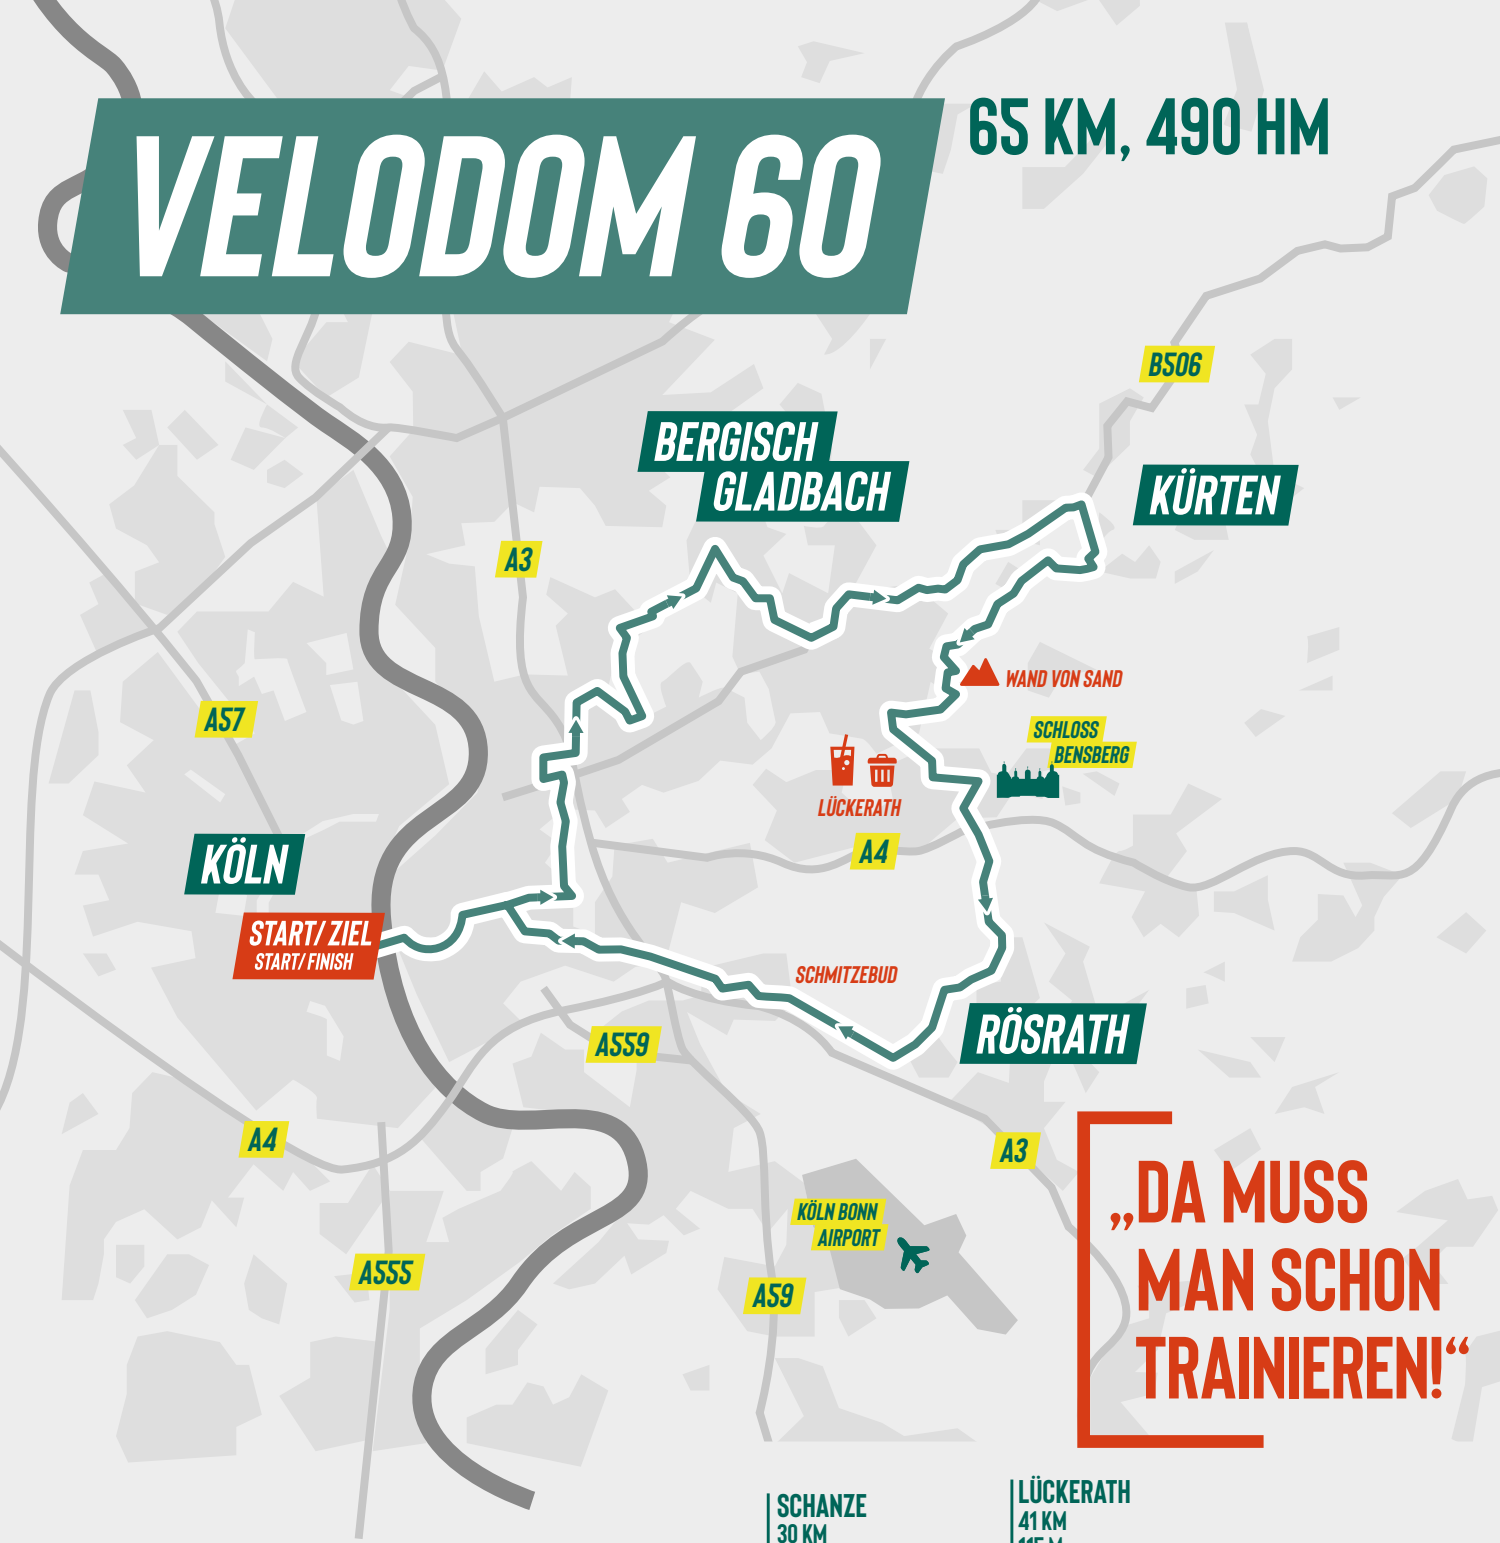 VELODOM 60
65 KM, 490 HM
B506
BERGISCH
GLADBACH
KÜRTEN
A3
WAND VON SAND
A57
SCHLOSS
BENSBERG
LÜCKERATH
KÖLN
A4
START/ ZIEL
START/ FINISH
SCHMITZEBUD
RÖSRATH
A559
A4
A3
„DA MUSS
MAN SCHON
TRAINIEREN!“
KÖLN BONN
AIRPORT
A555
A59
SCHANZE
30 KM
LÜCKERATH
41 KM